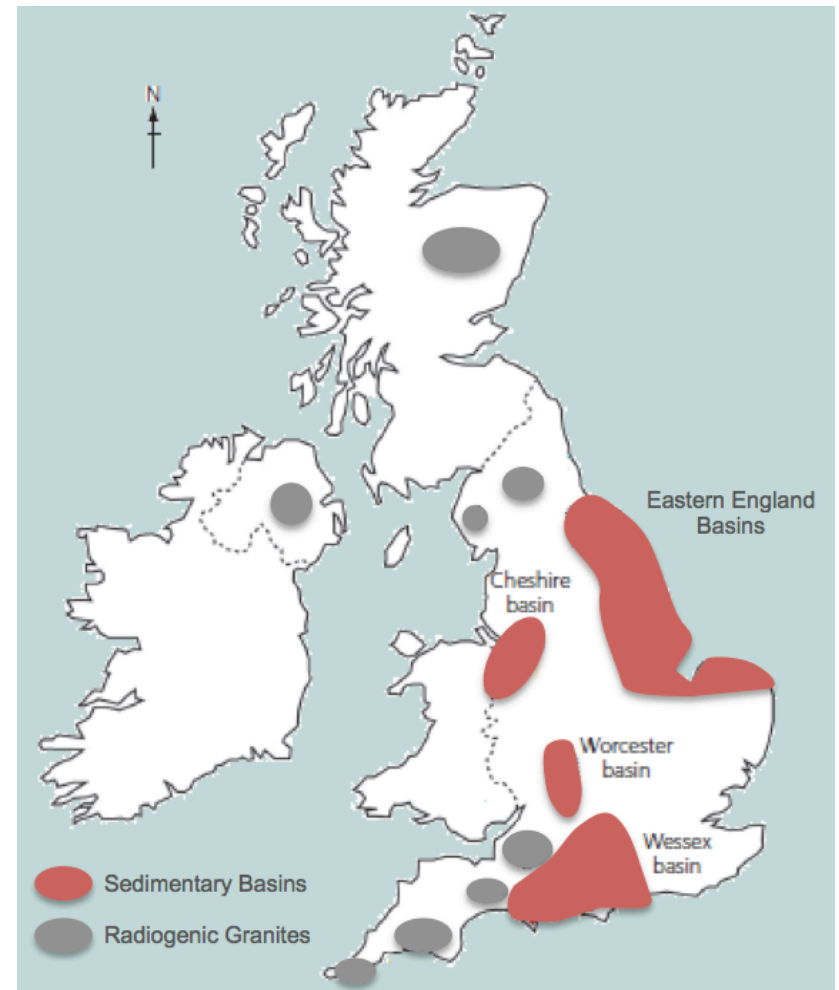 N
Eastern England
Basins
Cheshire
basin
Worcester
basin
Wessex
basin
Sedimentary Basins
Radiogenic Granites